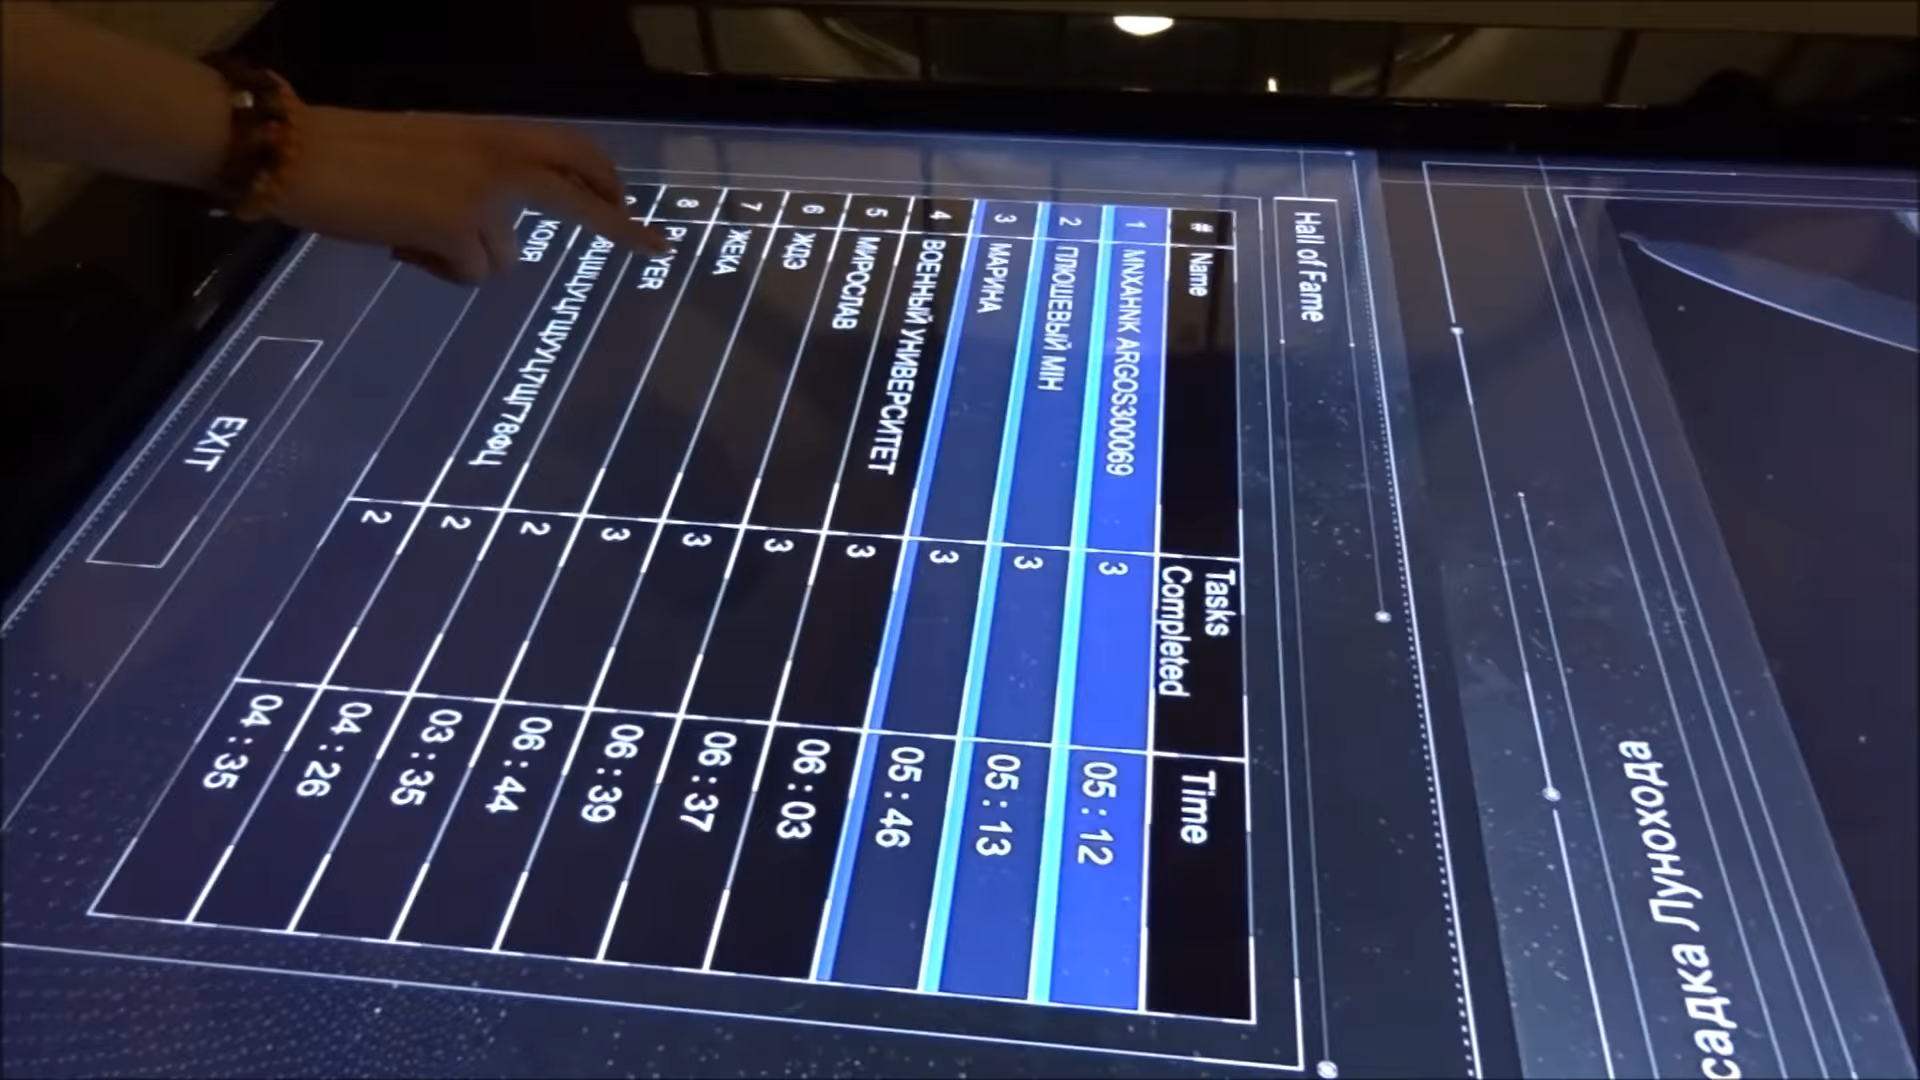 садка Лунохода
Hall of Fame
# Name Tasks Completed Time
1 MNXAHNK ARGOS300069 3 05:12
2 ПЛЮШЕВЫЙ МІН 3 05:13
3 МАРИНА 3 05:46
4 ВОЕННЫЙ УНИВЕРСИТЕТ 3 06:03
5 МИРОСЛАВ 3 06:37
6 ЖДЭ 3 06:39
7 ЖЕКА 3 06:44
8 2 03:35
2 04:26
КОЛЯ 2 04:35
EXIT